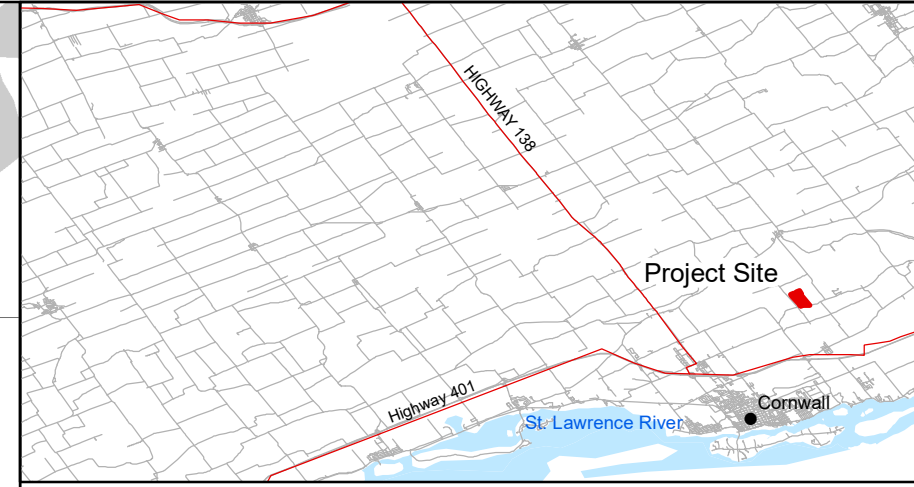 HIGHWAY 138
Project Site
Highway 401
Cornwall
St. Lawrence River